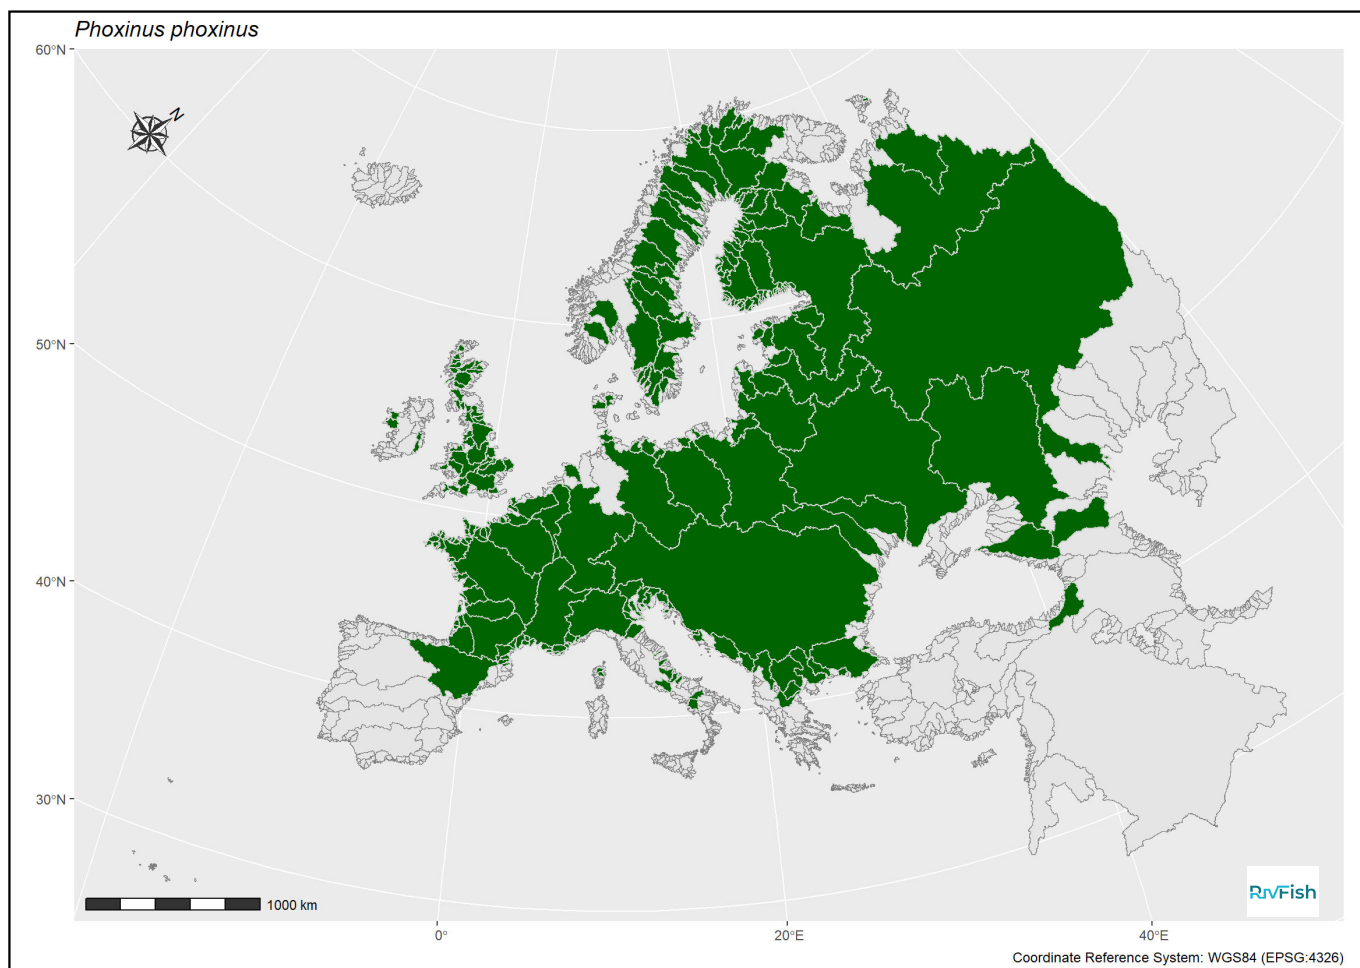 Phoxinus phoxinus
60°N
N
50°N
40°N
30°N
1000 km
RivFish
0°
20°E
40°E
Coordinate Reference System: WGS84 (EPSG:4326)